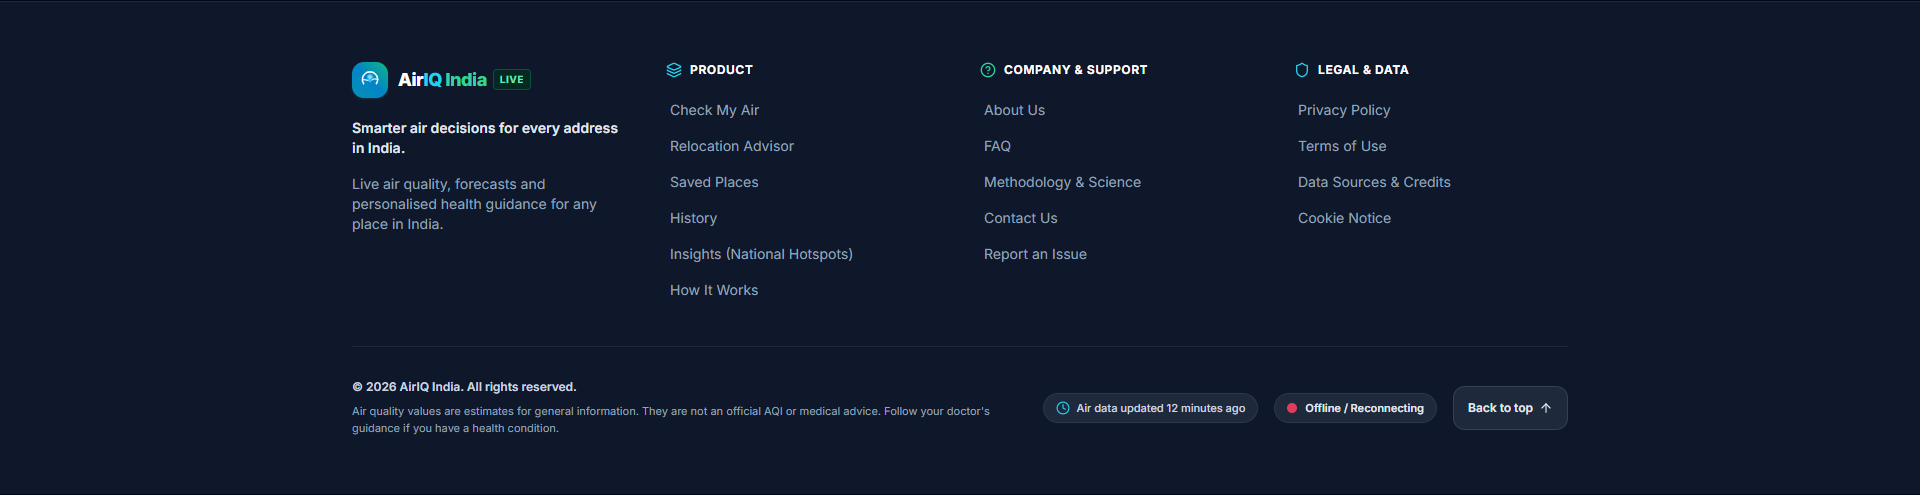 AirIQ India LIVE
Smarter air decisions for every address
in India.
Live air quality, forecasts and
personalised health guidance for any
place in India.
PRODUCT
Check My Air
Relocation Advisor
Saved Places
History
Insights (National Hotspots)
How It Works
COMPANY & SUPPORT
About Us
FAQ
Methodology & Science
Contact Us
Report an Issue
LEGAL & DATA
Privacy Policy
Terms of Use
Data Sources & Credits
Cookie Notice
© 2026 AirIQ India. All rights reserved.
Air quality values are estimates for general information. They are not an official AQI or medical advice. Follow your doctor's
guidance if you have a health condition.
Air data updated 12 minutes ago
Offline / Reconnecting
Back to top ↑